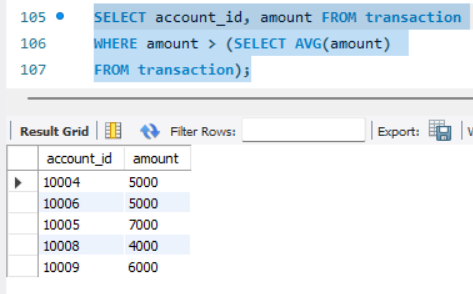 105 SELECT account_id, amount FROM transaction
106 WHERE amount > (SELECT AVG(amount)
107 FROM transaction);
Result Grid Filter Rows: Export:
account_id amount
10004 5000
10006 5000
10005 7000
10008 4000
10009 6000